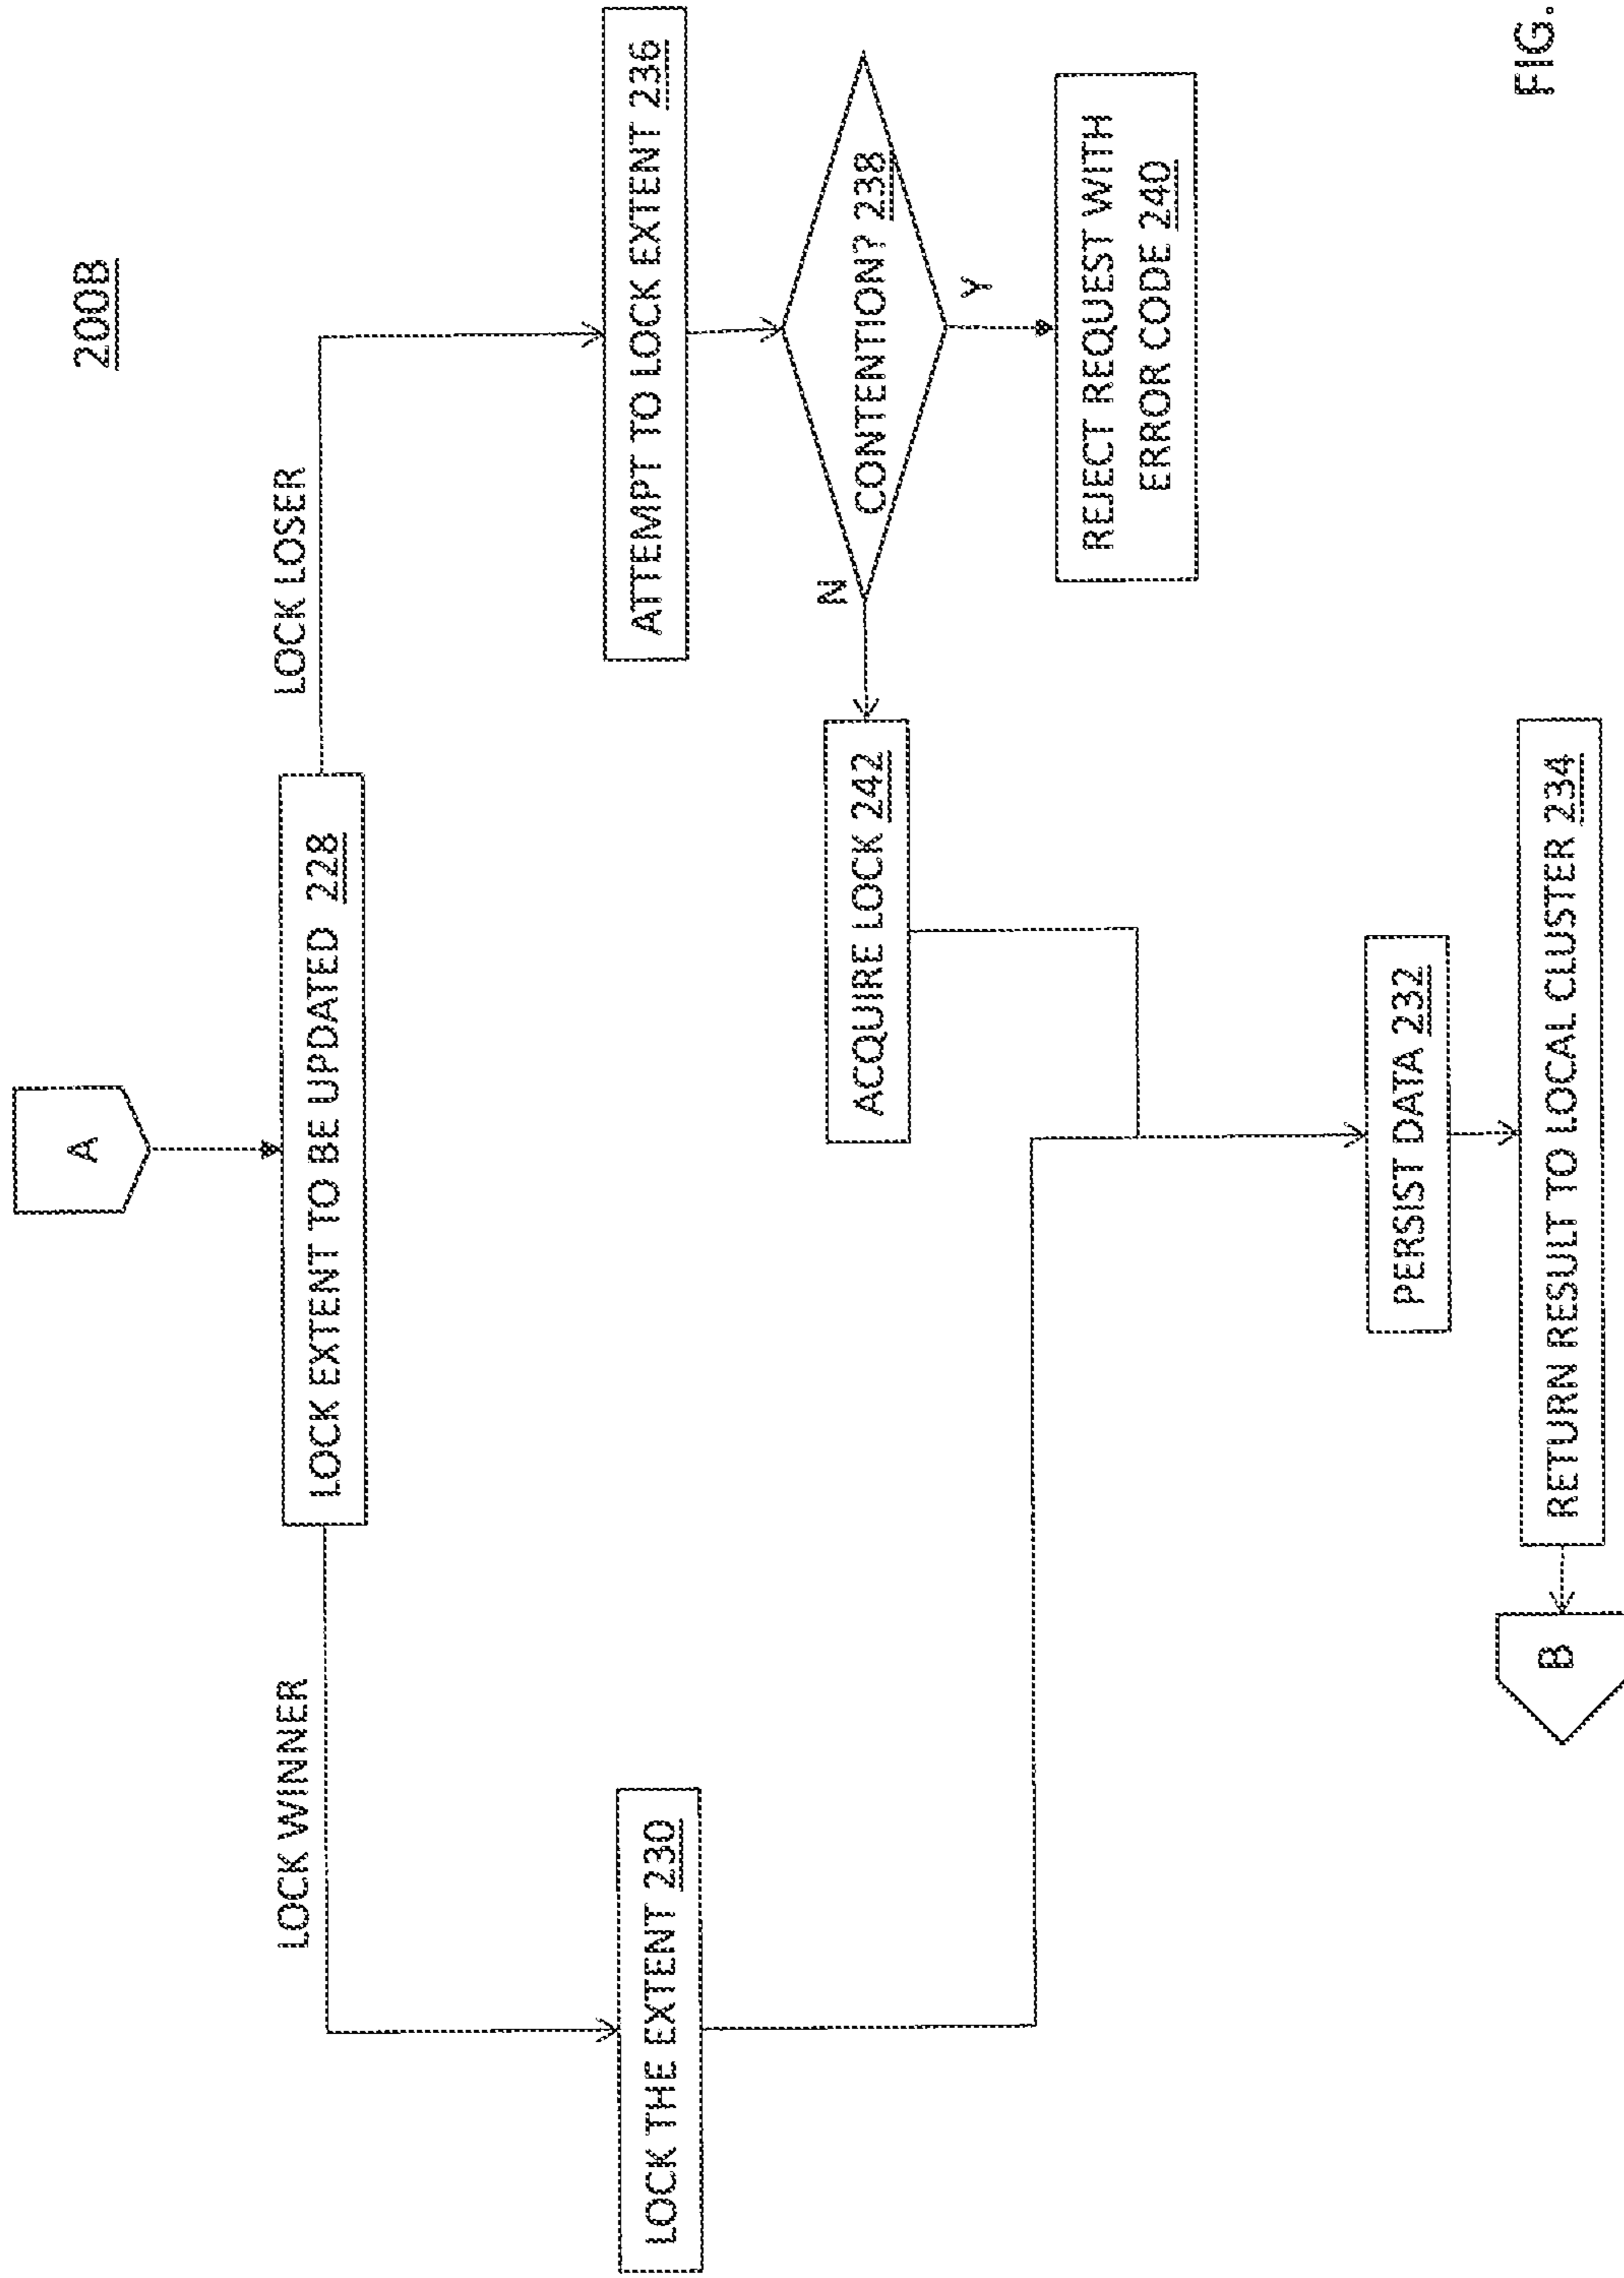 200B
A
LOCK EXTENT TO BE UPDATED 228
LOCK WINNER
LOCK LOSER
LOCK THE EXTENT 230
ATTEMPT TO LOCK EXTENT 236
CONTENTION? 238
N
Y
ACQUIRE LOCK 242
REJECT REQUEST WITH
ERROR CODE 240
PERSIST DATA 232
RETURN RESULT TO LOCAL CLUSTER 234
B
FIG.